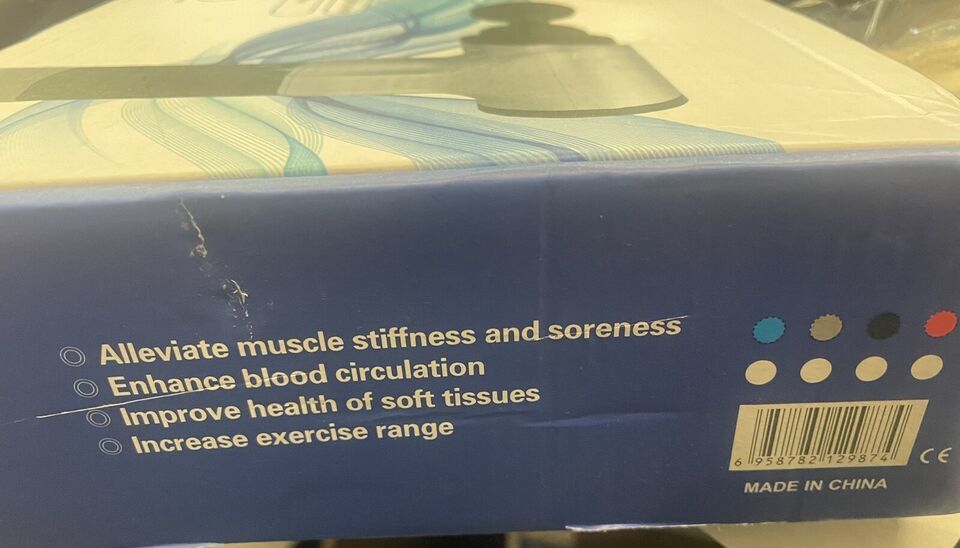 Alleviate muscle stiffness and soreness
Enhance blood circulation
Improve health of soft tissues
Increase exercise range
6 958782 129874
CE
MADE IN CHINA